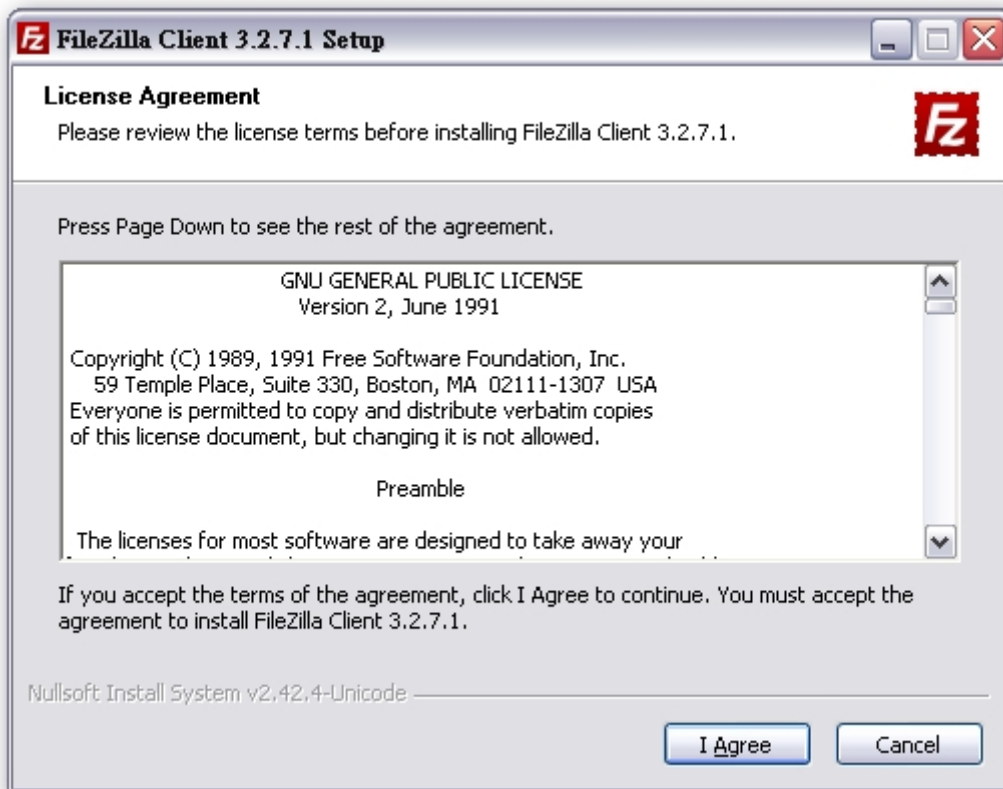 FileZilla Client 3.2.7.1 Setup
License Agreement
Please review the license terms before installing FileZilla Client 3.2.7.1.
Fz
Press Page Down to see the rest of the agreement.
GNU GENERAL PUBLIC LICENSE
Version 2, June 1991
Copyright (C) 1989, 1991 Free Software Foundation, Inc.
59 Temple Place, Suite 330, Boston, MA  02111-1307  USA
Everyone is permitted to copy and distribute verbatim copies
of this license document, but changing it is not allowed.
Preamble
The licenses for most software are designed to take away your
If you accept the terms of the agreement, click I Agree to continue. You must accept the
agreement to install FileZilla Client 3.2.7.1.
Nullsoft Install System v2.42.4-Unicode
I Agree
Cancel